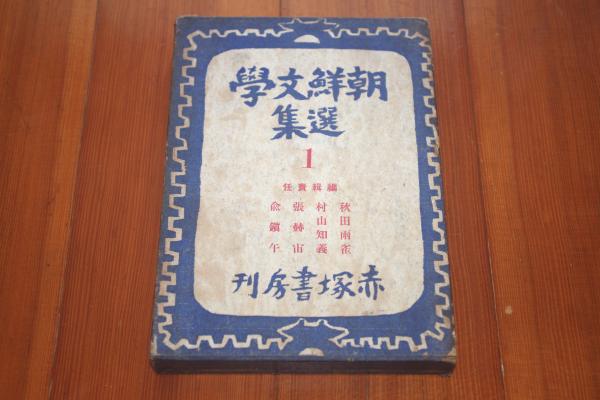 朝鮮文學
選集
1
編輯責任
秋田雨雀
村山知義
張赫宙
兪鎭午
赤塚書房刊